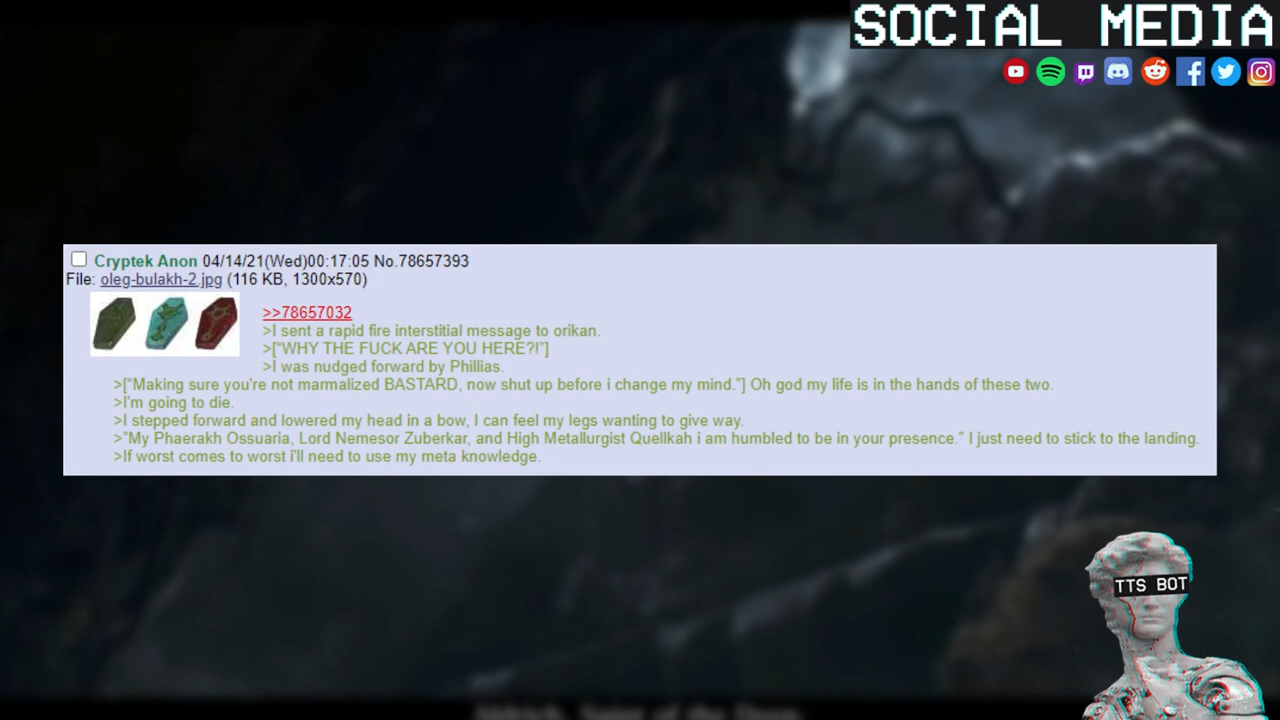 SOCIAL MEDIA
Cryptek Anon 04/14/21(Wed)00:17:05 No.78657393
File: oleg-bulakh-2.jpg (116 KB, 1300x570)
>>78657032
>I sent a rapid fire interstitial message to orikan.
>["WHY THE FUCK ARE YOU HERE?!"]
>I was nudged forward by Phillias.
>["Making sure you're not marmalized BASTARD, now shut up before i change my mind."] Oh god my life is in the hands of these two.
>I'm going to die.
>I stepped forward and lowered my head in a bow, I can feel my legs wanting to give way.
>"My Phaerakh Ossuaria, Lord Nemesor Zuberkar, and High Metallurgist Quellkah i am humbled to be in your presence." I just need to stick to the landing.
>If worst comes to worst i'll need to use my meta knowledge.
TTS BOT